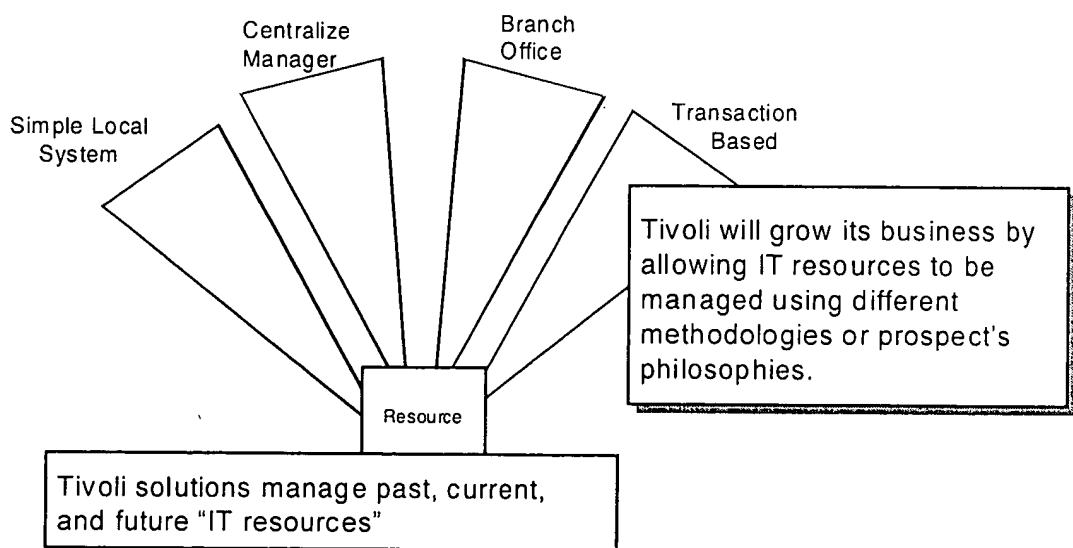 Centralize
Manager
Branch
Office
Simple Local
System
Transaction
Based
Tivoli will grow its business by
allowing IT resources to be
managed using different
methodologies or prospect's
philosophies.
Resource
Tivoli solutions manage past, current,
and future “IT resources”